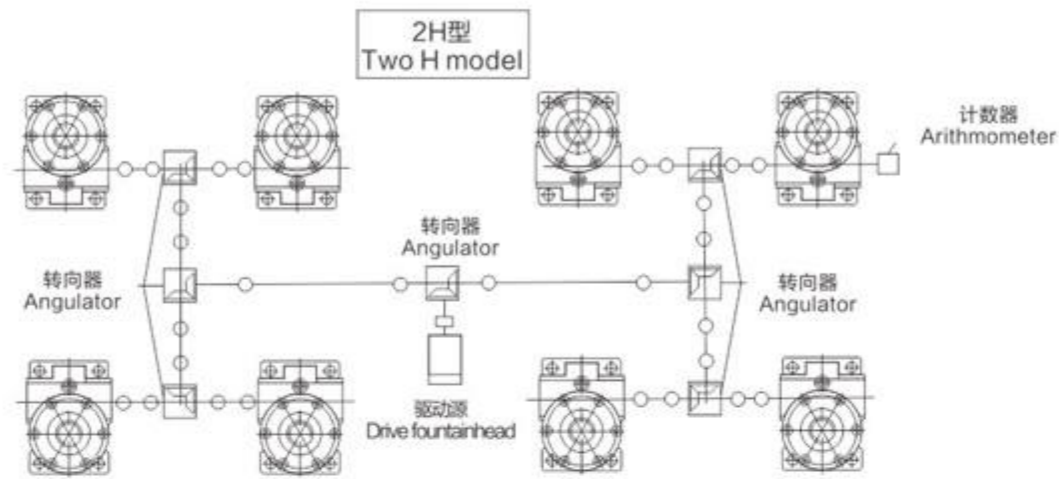 2H型
Two H model
计数器
Arithmometer
转向器
Angulator
转向器
Angulator
转向器
Angulator
驱动源
Drive fountainhead